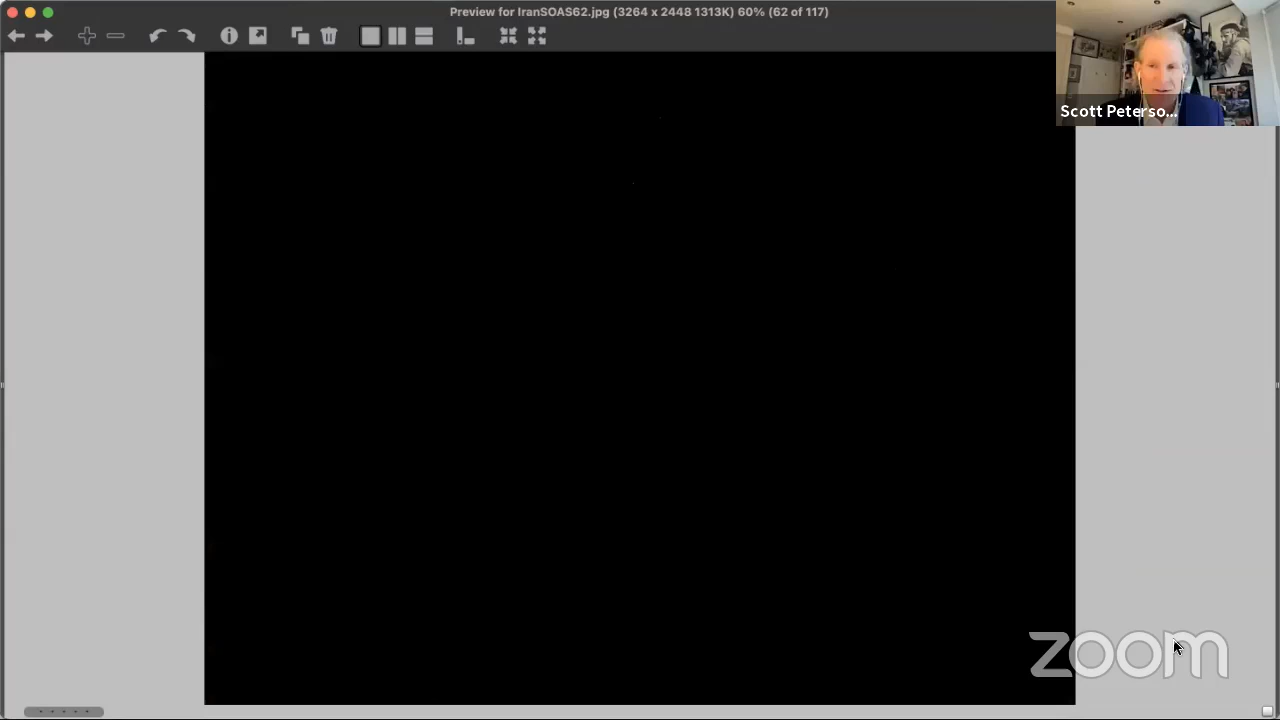 Preview for IranSOAS62.jpg (3264 x 2448 1313K) 60% (62 of 117)
Scott Peterso...
zoom